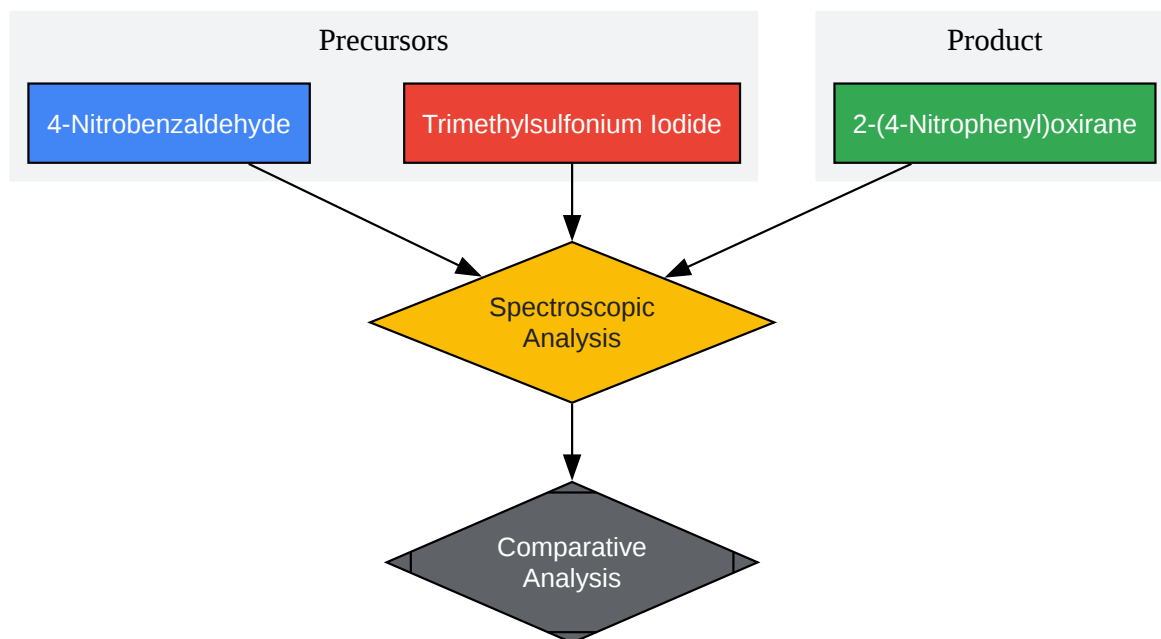 Precursors
Product
4-Nitrobenzaldehyde
Trimethylsulfonium Iodide
2-(4-Nitrophenyl)oxirane
Spectroscopic
Analysis
Comparative
Analysis